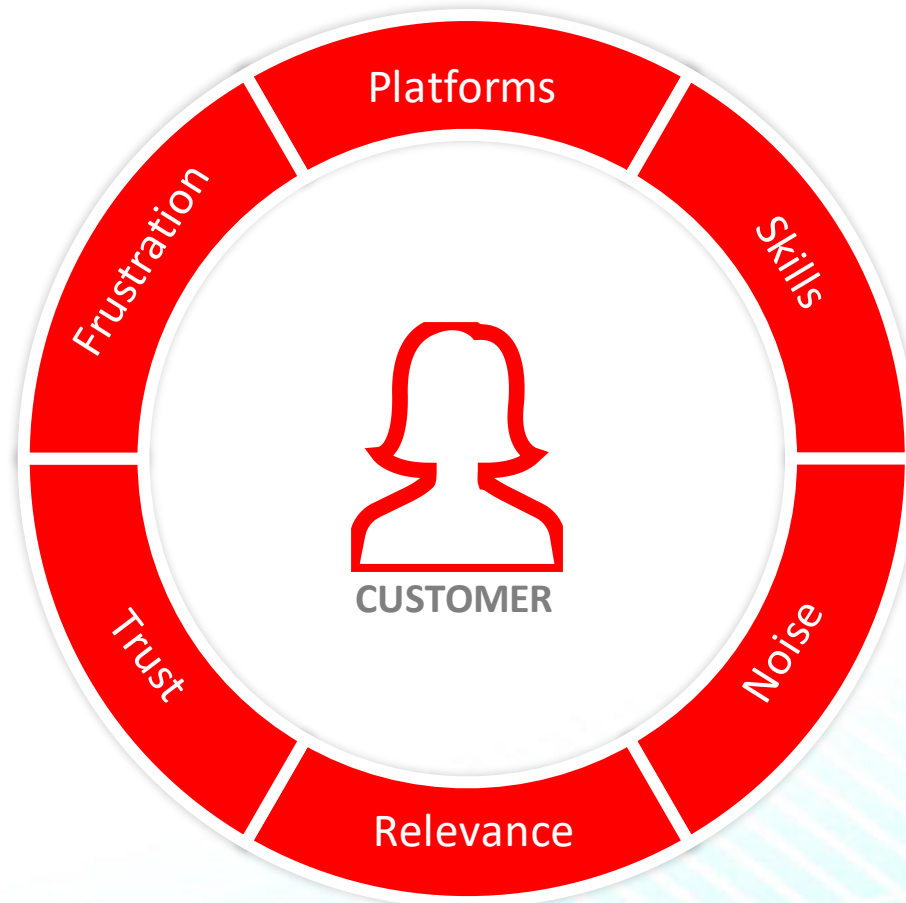 Platforms
Skills
Noise
Relevance
Trust
Frustration
CUSTOMER